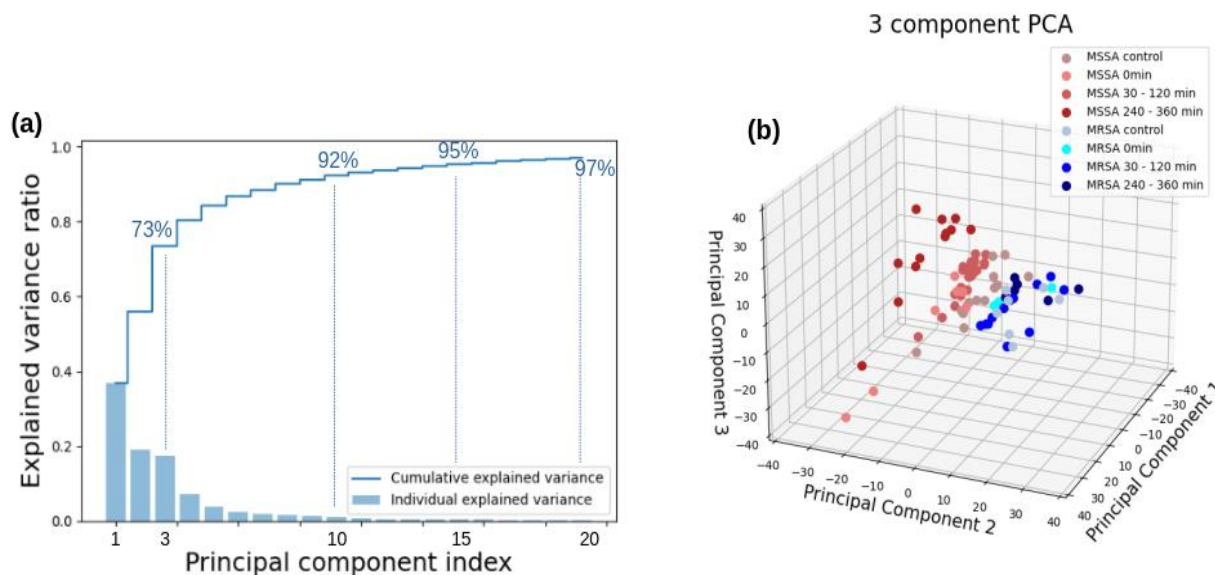 (a)
Explained variance ratio
1.0
0.8
0.6
0.4
0.2
0.0
73%
92%
95%
97%
Cumulative explained variance
Individual explained variance
1 3 10 15 20
Principal component index
3 component PCA
(b)
MSSA control
MSSA 0min
MSSA 30 - 120 min
MSSA 240 - 360 min
MRSA control
MRSA 0min
MRSA 30 - 120 min
MRSA 240 - 360 min
Principal Component 3
40
30
20
10
0
−10
−20
−30
−40
−40 −30 −20 −10 0 10 20 30 40
Principal Component 2
−40
−30
−20
−10
0
10
20
30
40
Principal Component 1